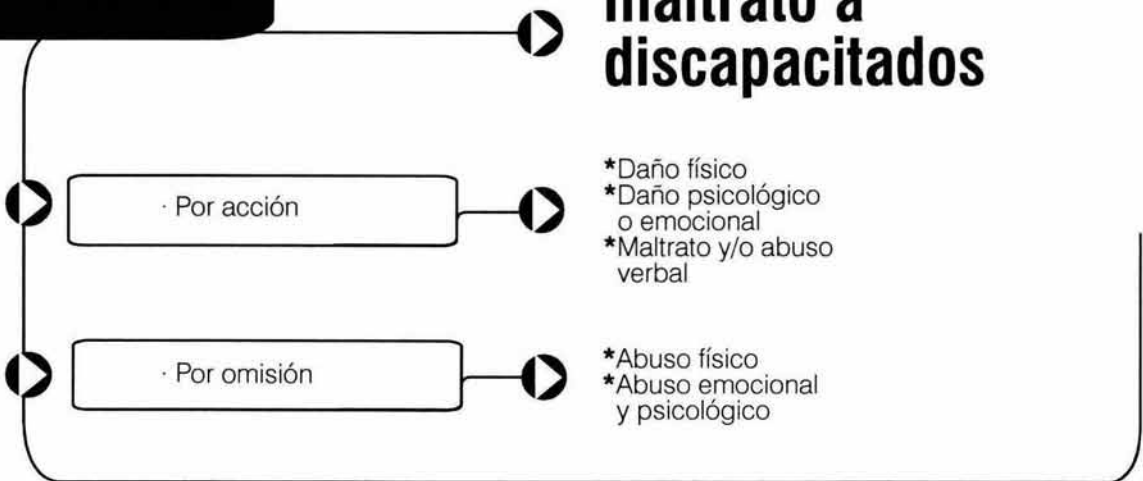 maltrato a
discapacitados
· Por acción
*Daño físico
*Daño psicológico
o emocional
*Maltrato y/o abuso
verbal
· Por omisión
*Abuso físico
*Abuso emocional
y psicológico